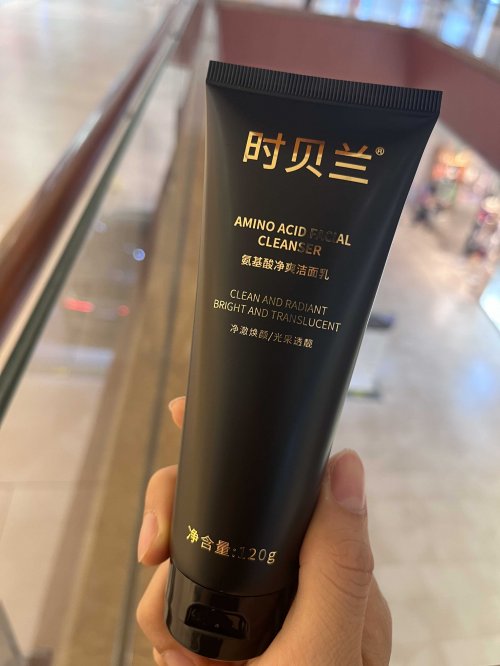 时贝兰®
AMINO ACID FACIAL
CLEANSER
氨基酸净爽洁面乳
CLEAN AND RADIANT
BRIGHT AND TRANSLUCENT
净澈焕颜/光采透靓
净含量:120g